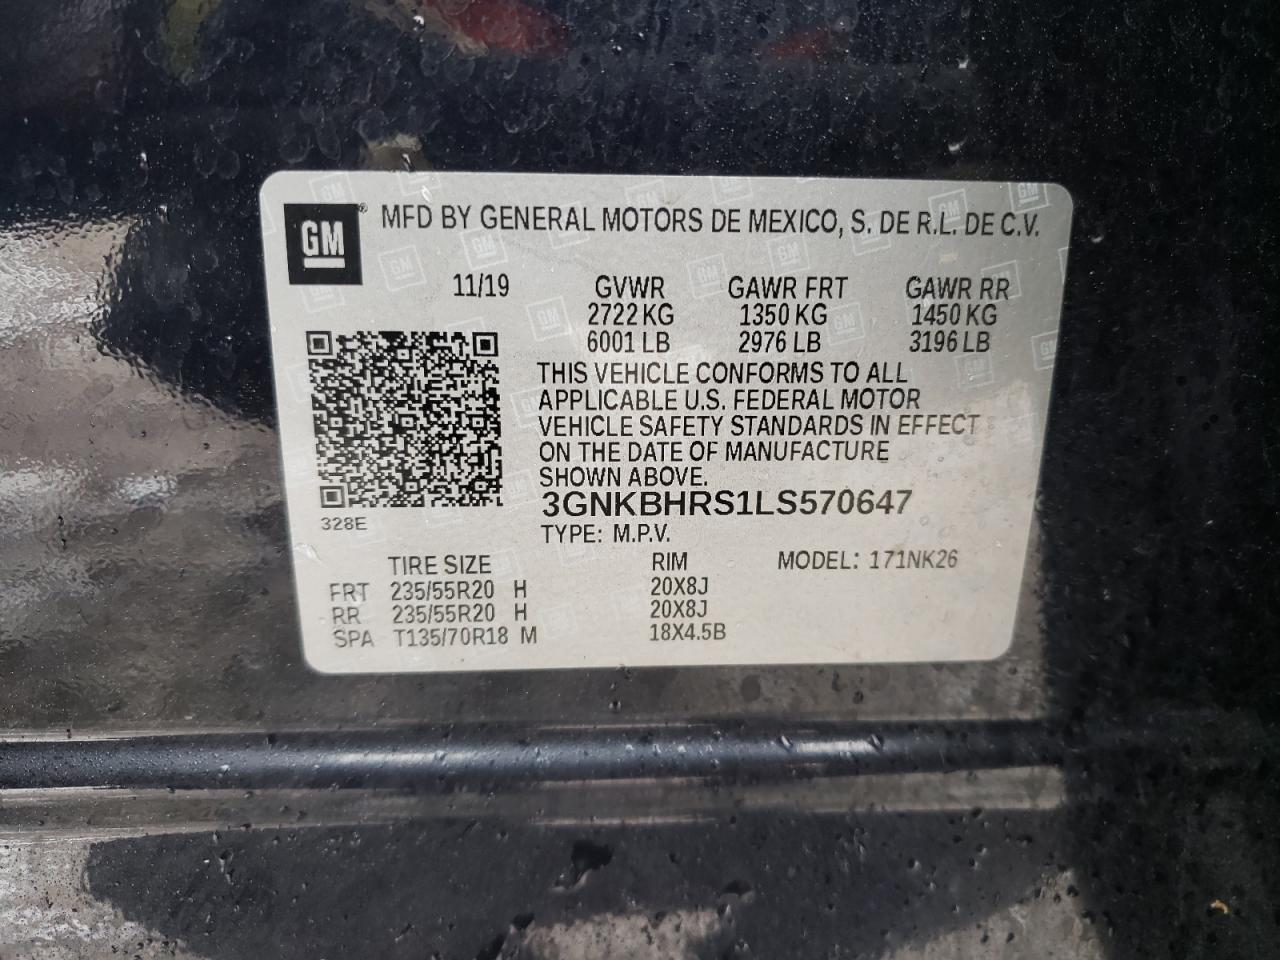 GM
MFD BY GENERAL MOTORS DE MEXICO, S. DE R.L. DE C.V.
11/19 GVWR GAWR FRT GAWR RR
2722 KG 1350 KG 1450 KG
6001 LB 2976 LB 3196 LB
THIS VEHICLE CONFORMS TO ALL
APPLICABLE U.S. FEDERAL MOTOR
VEHICLE SAFETY STANDARDS IN EFFECT
ON THE DATE OF MANUFACTURE
SHOWN ABOVE.
3GNKBHRS1LS570647
328E
TYPE: M.P.V.
TIRE SIZE RIM MODEL: 171NK26
FRT 235/55R20 H 20X8J
RR 235/55R20 H 20X8J
SPA T135/70R18 M 18X4.5B